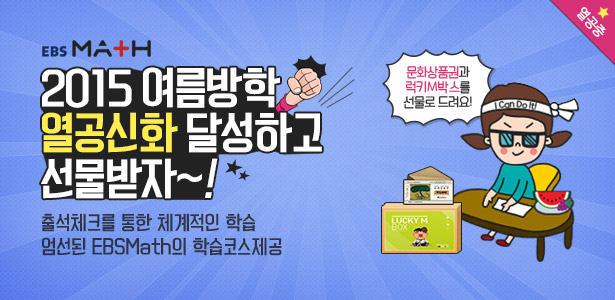 열공중
EBS MATH
2015 여름방학
열공신화 달성하고
선물받자~!
출석체크를 통한 체계적인 학습
엄선된 EBSMath의 학습코스제공
문화상품권과
럭키M박스를
선물로 드려요!
I Can Do It!
LUCKY M
BOX